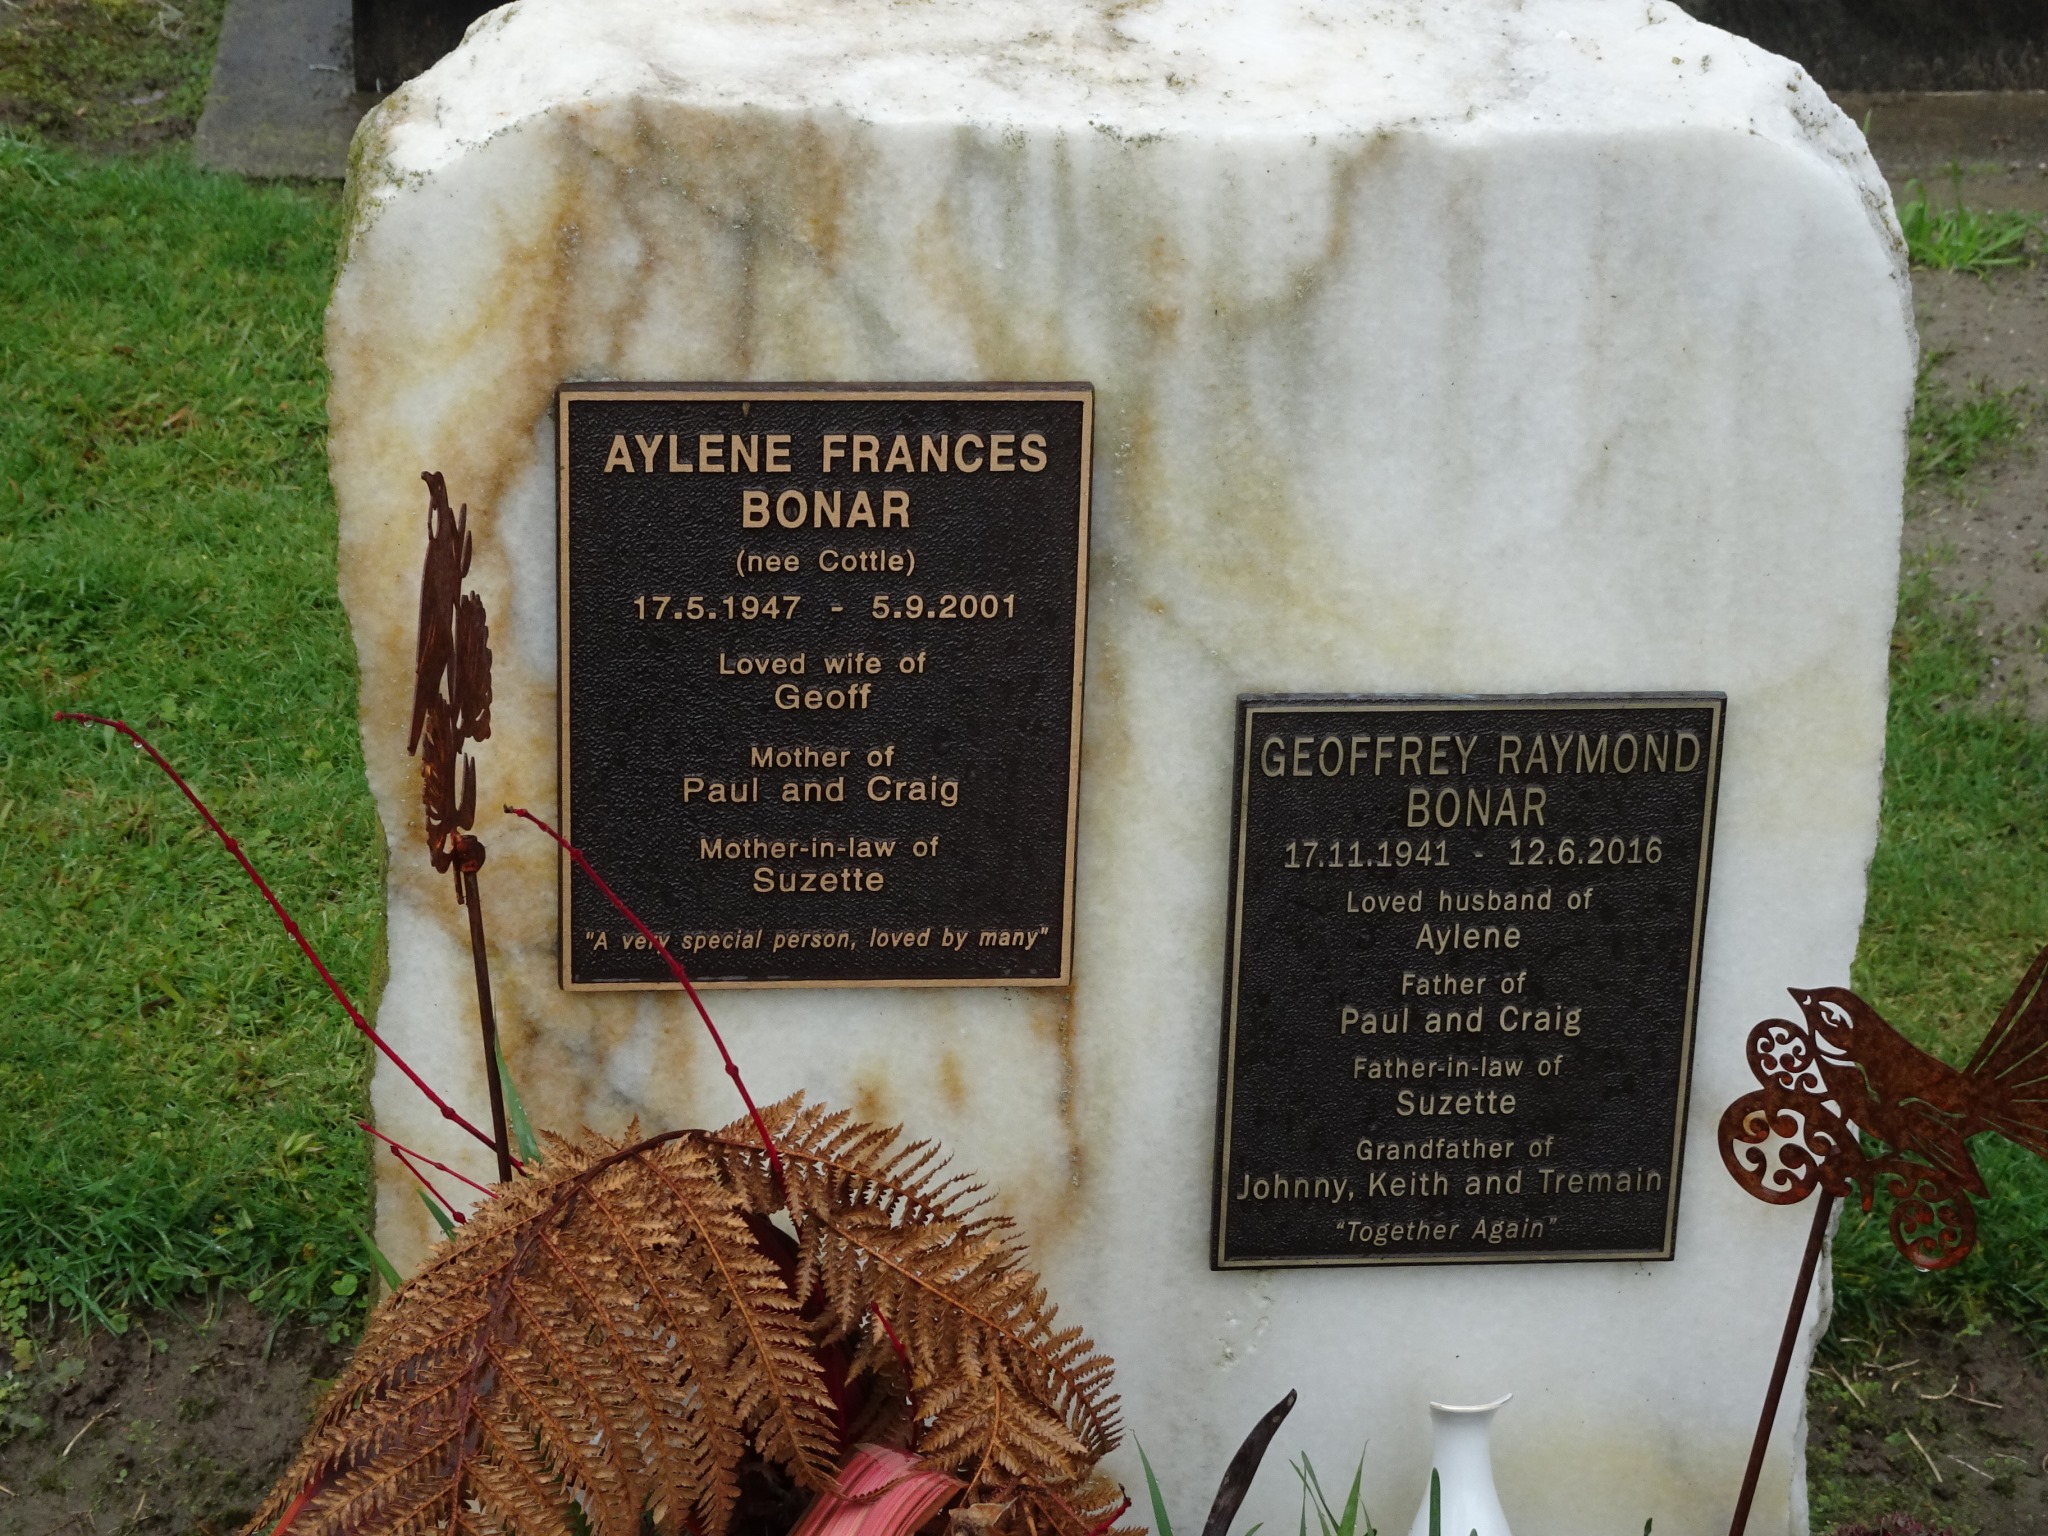 AYLENE FRANCES
BONAR
(nee Cottle)
17.5.1947 - 5.9.2001
Loved wife of
Geoff
Mother of
Paul and Craig
Mother-in-law of
Suzette
"A very special person, loved by many"
GEOFFREY RAYMOND
BONAR
17.11.1941 - 12.6.2016
Loved husband of
Aylene
Father of
Paul and Craig
Father-in-law of
Suzette
Grandfather of
Johnny, Keith and Tremain
"Together Again"